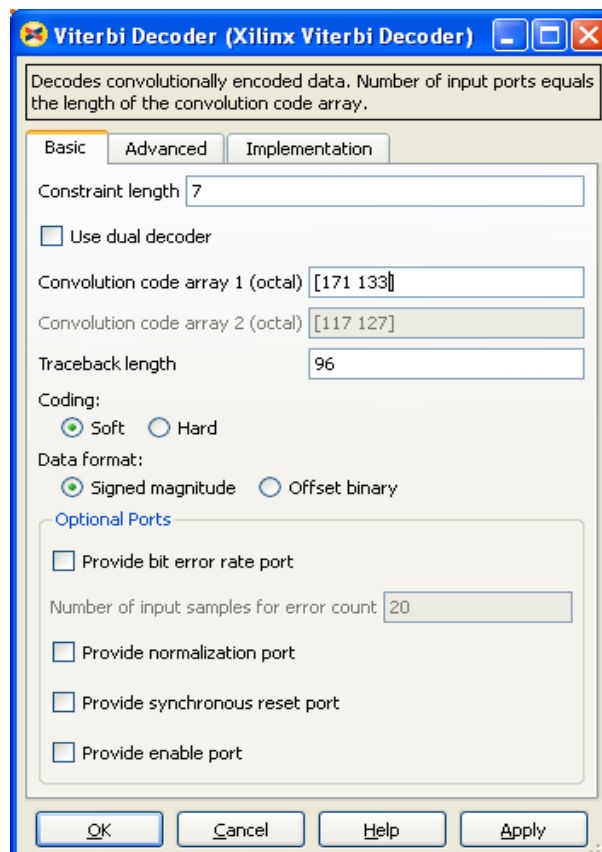 Viterbi Decoder (Xilinx Viterbi Decoder)
Decodes convolutionally encoded data. Number of input ports equals
the length of the convolution code array.
Basic Advanced Implementation
Constraint length 7
Use dual decoder
Convolution code array 1 (octal) [171 133]
Convolution code array 2 (octal) [117 127]
Traceback length 96
Coding:
Soft Hard
Data format:
Signed magnitude Offset binary
Optional Ports
Provide bit error rate port
Number of input samples for error count 20
Provide normalization port
Provide synchronous reset port
Provide enable port
OK Cancel Help Apply